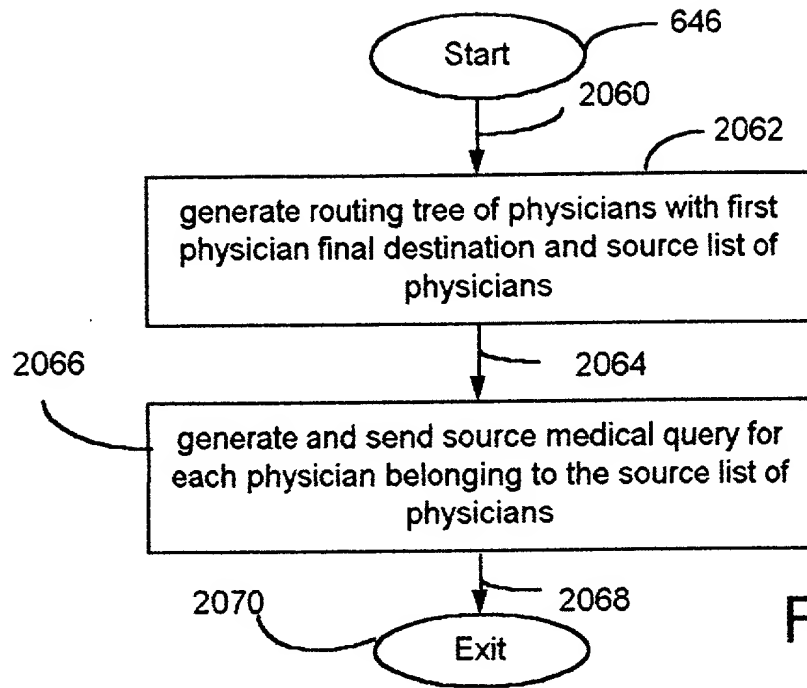 Start
646
2060
2062
generate routing tree of physicians with first
physician final destination and source list of
physicians
2064
2066
generate and send source medical query for
each physician belonging to the source list of
physicians
2068
2070
Exit